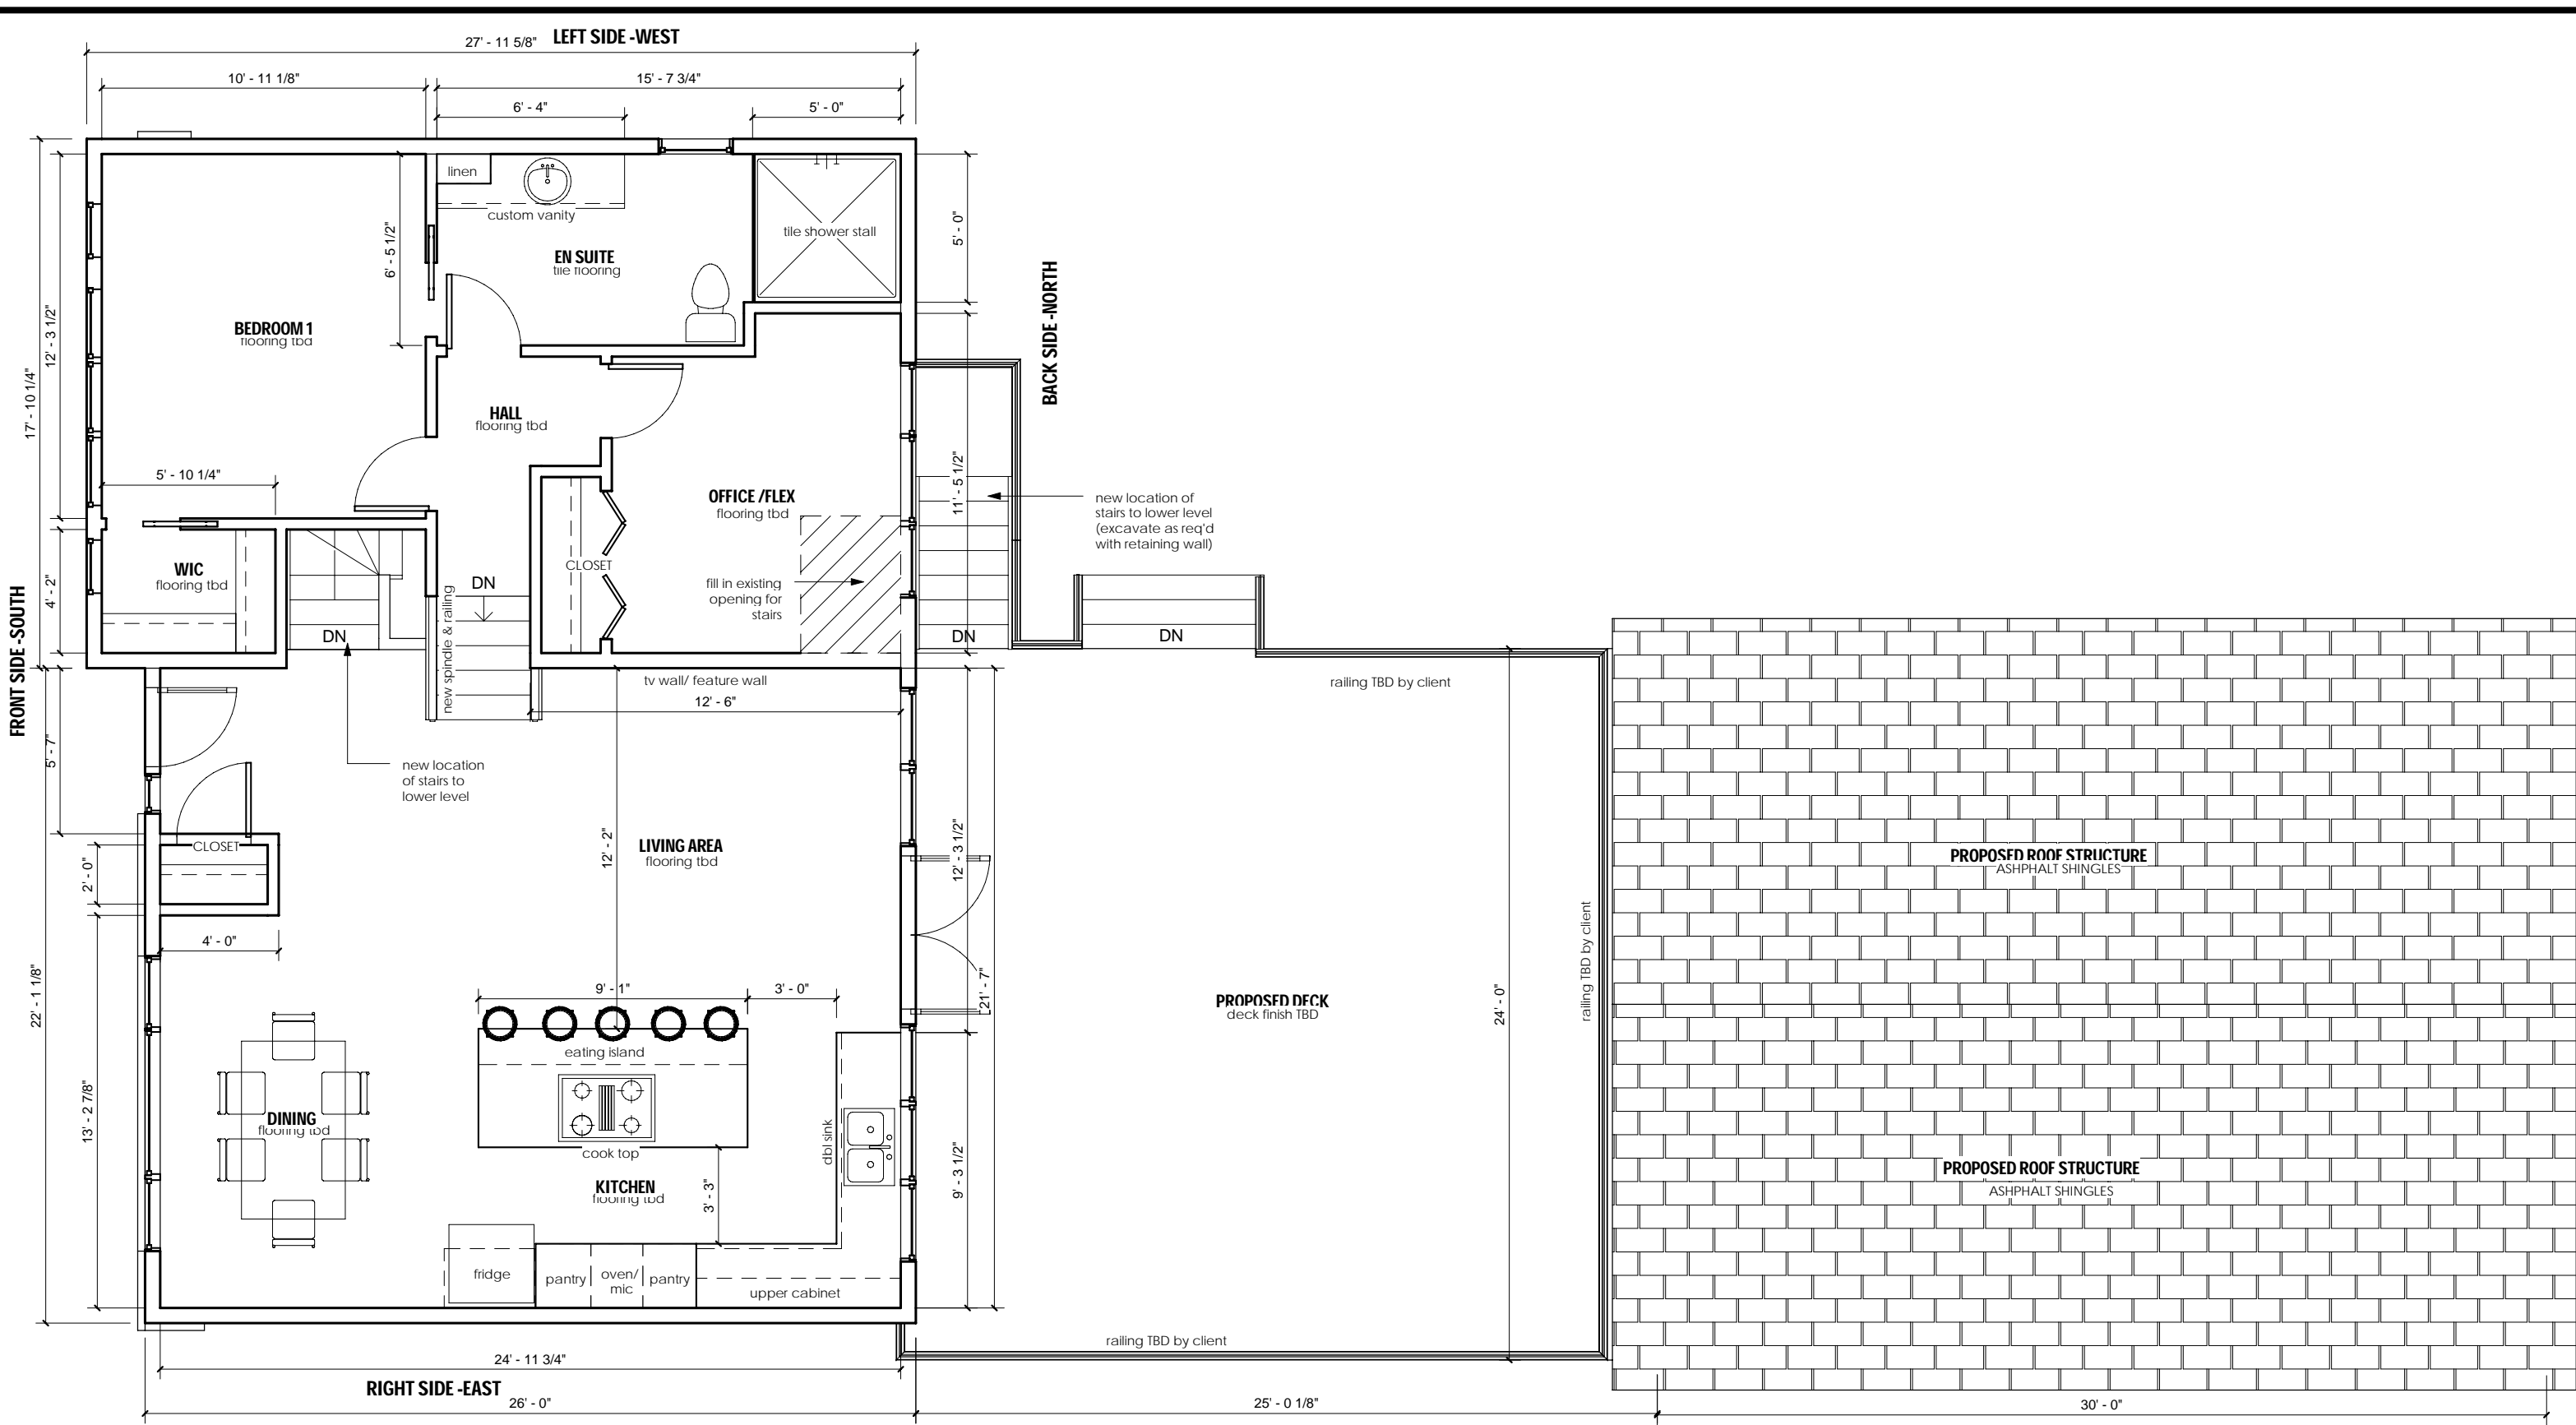 LEFT SIDE -WEST
27' - 11 5/8"
10' - 11 1/8"
15' - 7 3/4"
6' - 4"
5' - 0"
linen
custom vanity
tile shower stall
EN SUITE
tile flooring
6' - 5 1/2"
5' - 0"
BACK SIDE -NORTH
BEDROOM 1
flooring tbd
12' - 3 1/2"
17' - 10 1/4"
HALL
flooring tbd
5' - 10 1/4"
OFFICE /FLEX
flooring tbd
11' - 5 1/2"
new location of
stairs to lower level
(excavate as req'd
with retaining wall)
WIC
flooring tbd
4' - 2"
FRONT SIDE -SOUTH
DN
DN
new spindle & railing
CLOSET
fill in existing
opening for
stairs
DN
DN
tv wall/ feature wall
12' - 6"
railing TBD by client
5' - 7"
new location
of stairs to
lower level
CLOSET
2' - 0"
4' - 0"
12' - 2"
LIVING AREA
flooring tbd
12' - 3 1/2"
21' - 7"
22' - 1 1/8"
13' - 2 7/8"
9' - 1"
3' - 0"
eating island
cook top
DINING
flooring tbd
KITCHEN
flooring tbd
3' - 3"
dbl sink
9' - 3 1/2"
fridge
pantry
oven/
mic
pantry
upper cabinet
PROPOSED DECK
deck finish TBD
24' - 0"
railing TBD by client
railing TBD by client
PROPOSED ROOF STRUCTURE
ASHPHALT SHINGLES
PROPOSED ROOF STRUCTURE
ASHPHALT SHINGLES
24' - 11 3/4"
RIGHT SIDE -EAST
26' - 0"
25' - 0 1/8"
30' - 0"